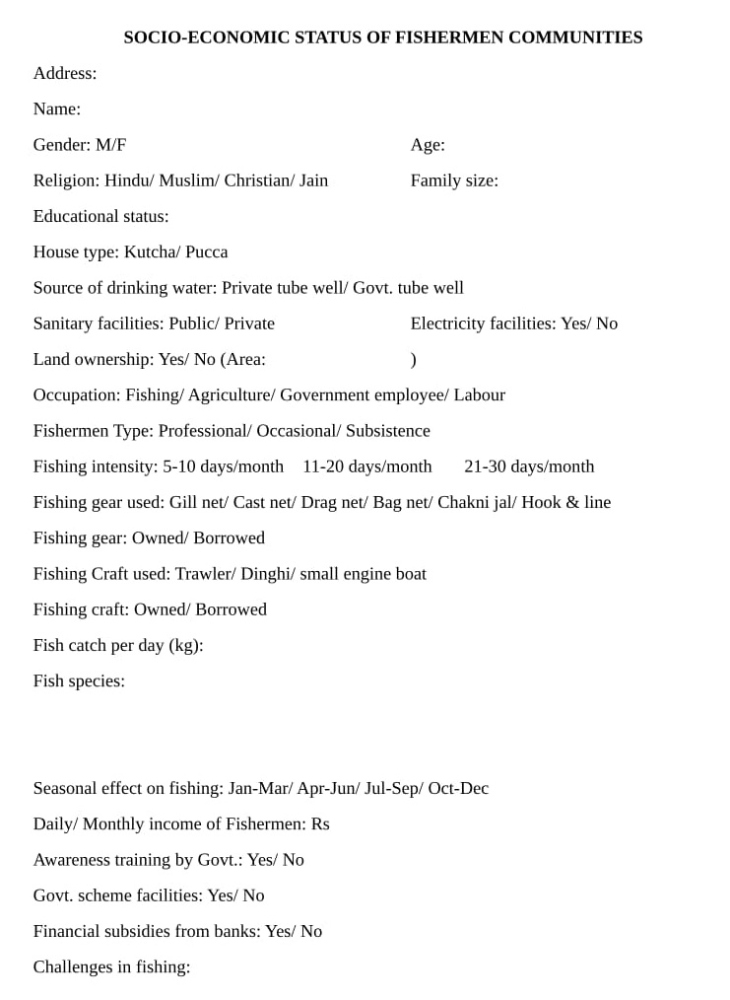 SOCIO-ECONOMIC STATUS OF FISHERMEN COMMUNITIES
Address:
Name:
Gender: M/F Age:
Religion: Hindu/ Muslim/ Christian/ Jain Family size:
Educational status:
House type: Kutcha/ Pucca
Source of drinking water: Private tube well/ Govt. tube well
Sanitary facilities: Public/ Private Electricity facilities: Yes/ No
Land ownership: Yes/ No (Area: )
Occupation: Fishing/ Agriculture/ Government employee/ Labour
Fishermen Type: Professional/ Occasional/ Subsistence
Fishing intensity: 5-10 days/month 11-20 days/month 21-30 days/month
Fishing gear used: Gill net/ Cast net/ Drag net/ Bag net/ Chakni jal/ Hook & line
Fishing gear: Owned/ Borrowed
Fishing Craft used: Trawler/ Dinghi/ small engine boat
Fishing craft: Owned/ Borrowed
Fish catch per day (kg):
Fish species:
Seasonal effect on fishing: Jan-Mar/ Apr-Jun/ Jul-Sep/ Oct-Dec
Daily/ Monthly income of Fishermen: Rs
Awareness training by Govt.: Yes/ No
Govt. scheme facilities: Yes/ No
Financial subsidies from banks: Yes/ No
Challenges in fishing: